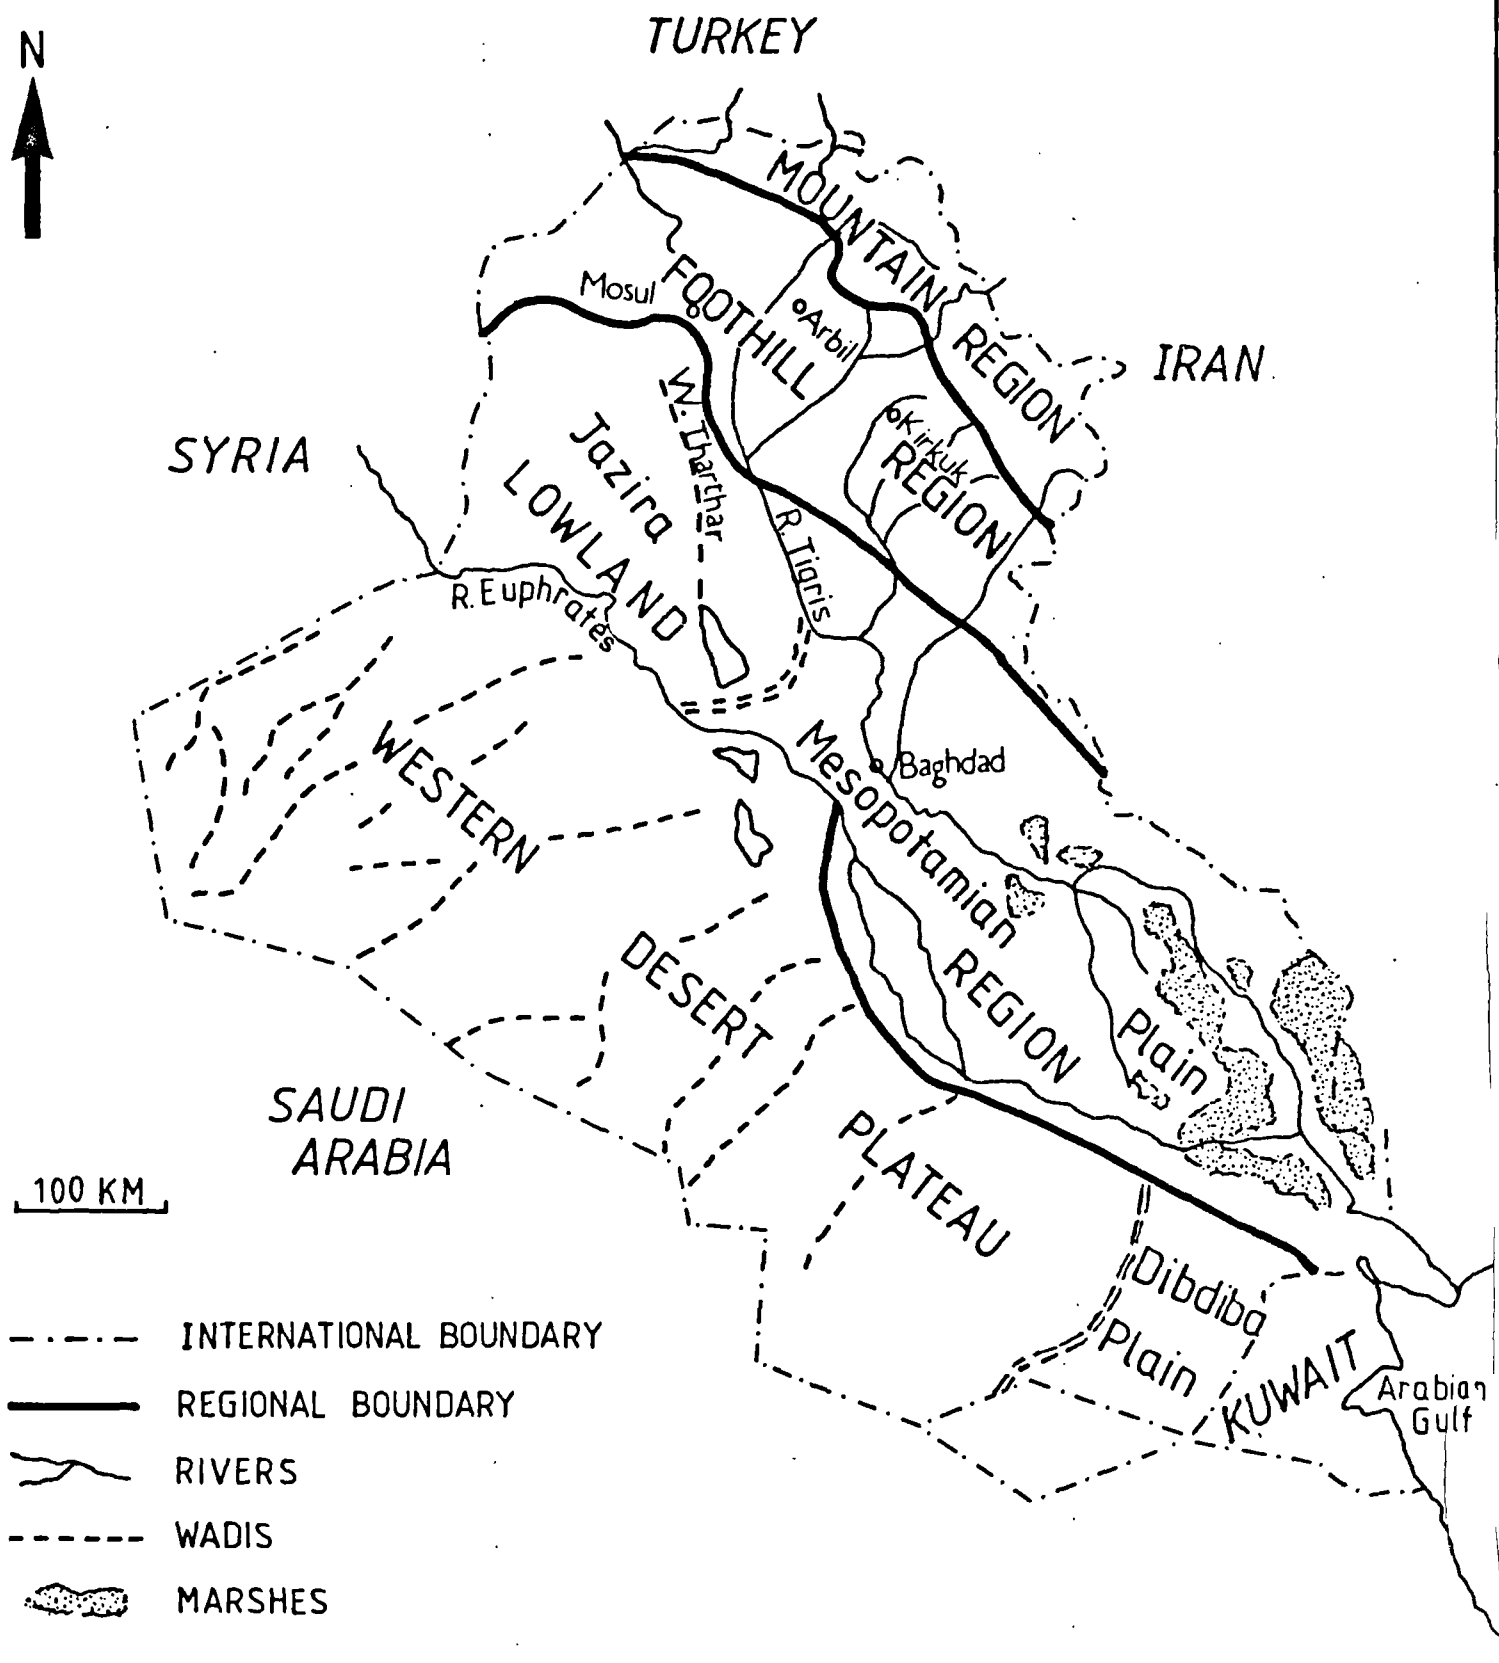 TURKEY
N
MOUNTAIN
REGION
IRAN
Mosul
FOOTHILL
REGION
Arbil
Kirkuk
SYRIA
W. Tharthar
Jazira
LOWLAND
R. Tigris
R. Euphrates
Mesopotamian
Plain
REGION
Baghdad
WESTERN
DESERT
PLATEAU
SAUDI
ARABIA
Dibdiba
Plain
KUWAIT
Arabian
Gulf
100 KM
INTERNATIONAL BOUNDARY
REGIONAL BOUNDARY
RIVERS
WADIS
MARSHES